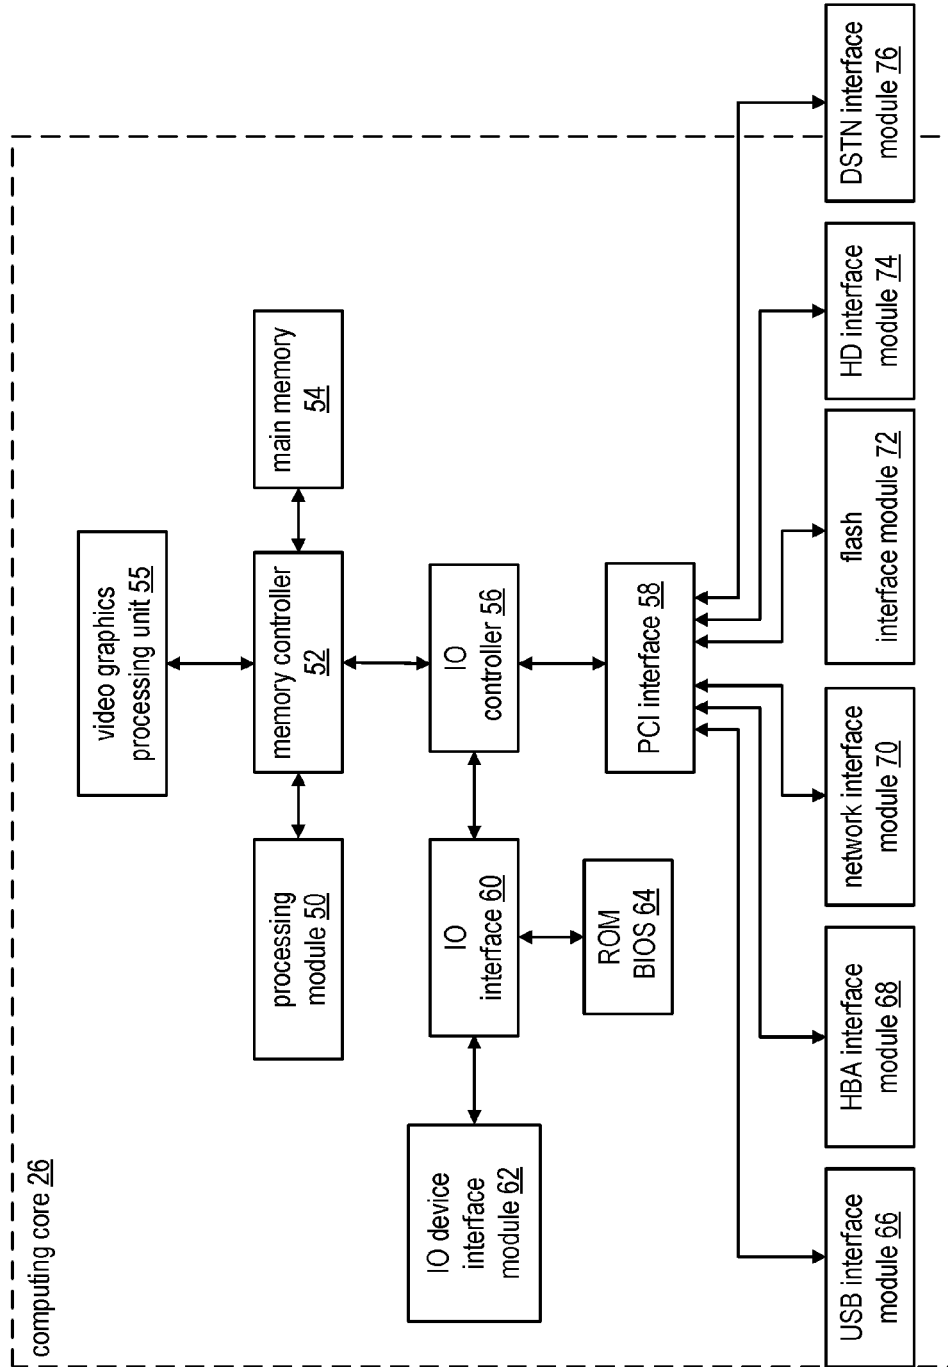 computing core 26
video graphics
processing unit 55
processing
module 50
memory controller
52
main memory
54
IO device
interface
module 62
IO
interface 60
IO
controller 56
ROM
BIOS 64
PCI interface 58
USB interface
module 66
HBA interface
module 68
network interface
module 70
flash
interface module 72
HD interface
module 74
DSTN interface
module 76